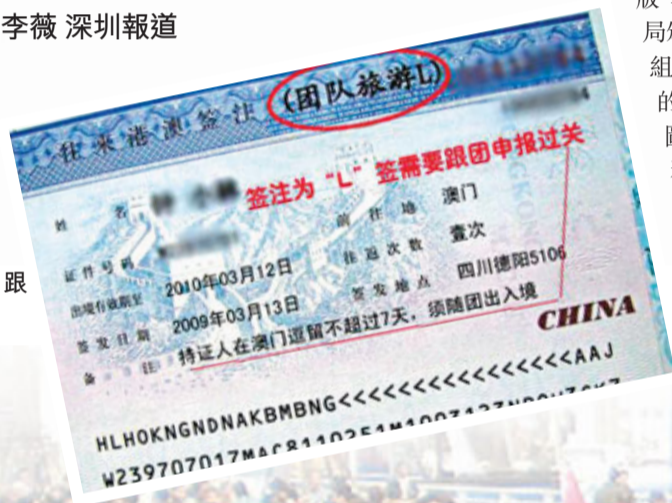 李薇 深圳報道
往来港澳签注 (团队旅游L)
签注为“L”签需要跟团申报过关
姓 名
前往地 澳门
证件号码
往返次数 壹次
出境有效期至 2010年03月12日
签发日期 2009年03月13日
签发地点 四川德阳5106
备 注 持证人在澳门逗留不超过7天，须随团出入境
CHINA
HLHOKNGNDNAKBMBNG<<<<<<<<<<<<<<<<<AAJ
跟
局
組
的